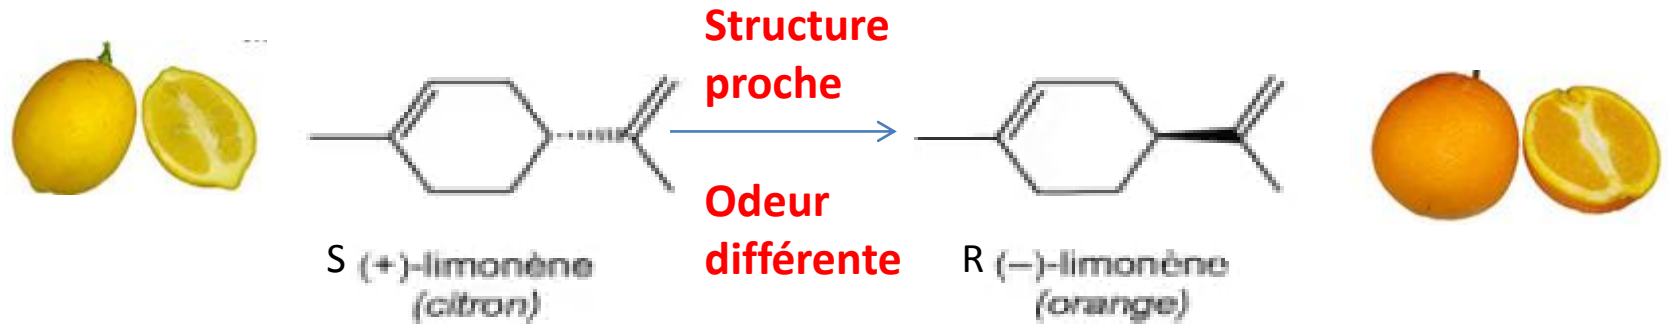 Structure
proche
Odeur
différente
S (+)-limonène
(citron)
R (−)-limonène
(orange)